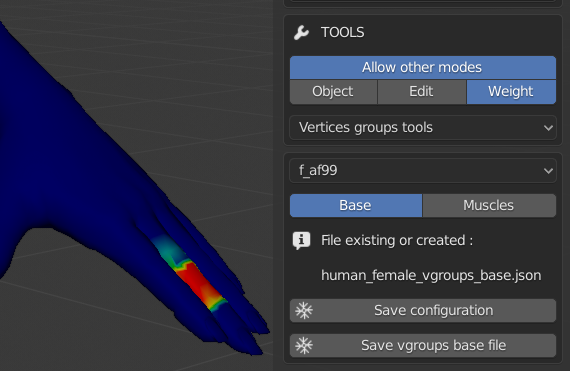 TOOLS
Allow other modes
Object Edit Weight
Vertices groups tools
f_af99
Base Muscles
File existing or created :
human_female_vgroups_base.json
Save configuration
Save vgroups base file